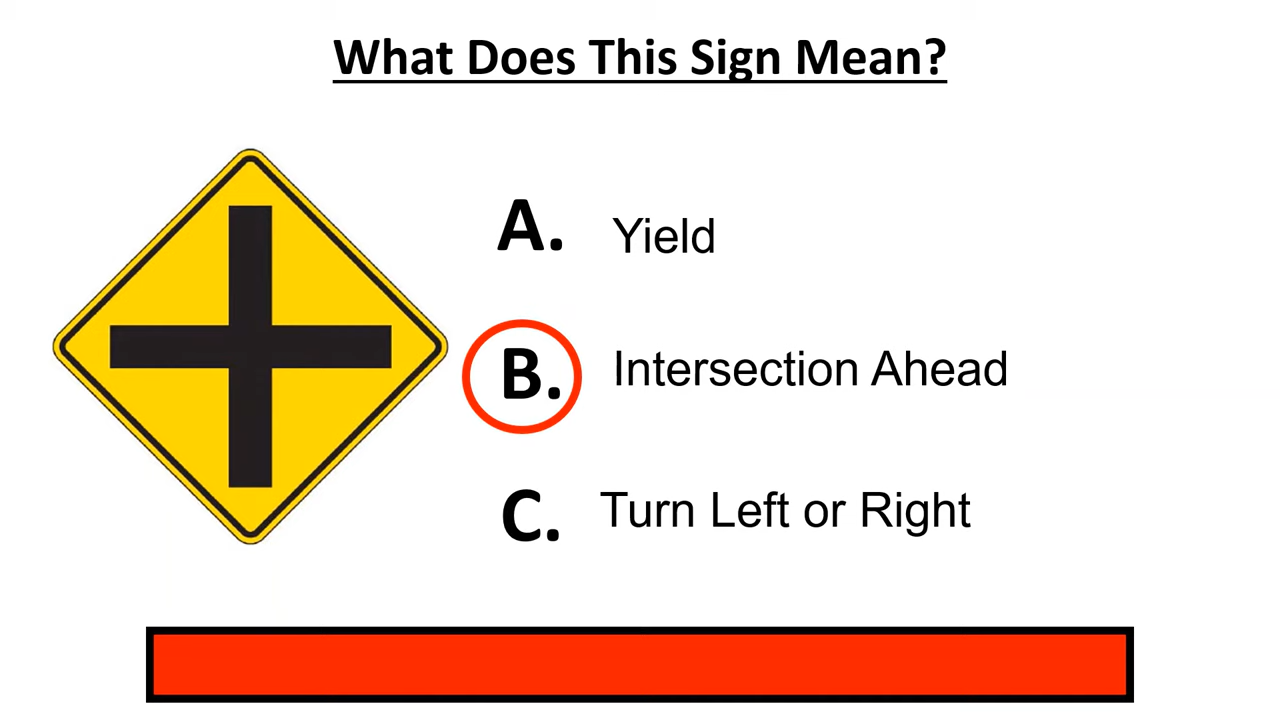 What Does This Sign Mean?
A. Yield
B. Intersection Ahead
C. Turn Left or Right